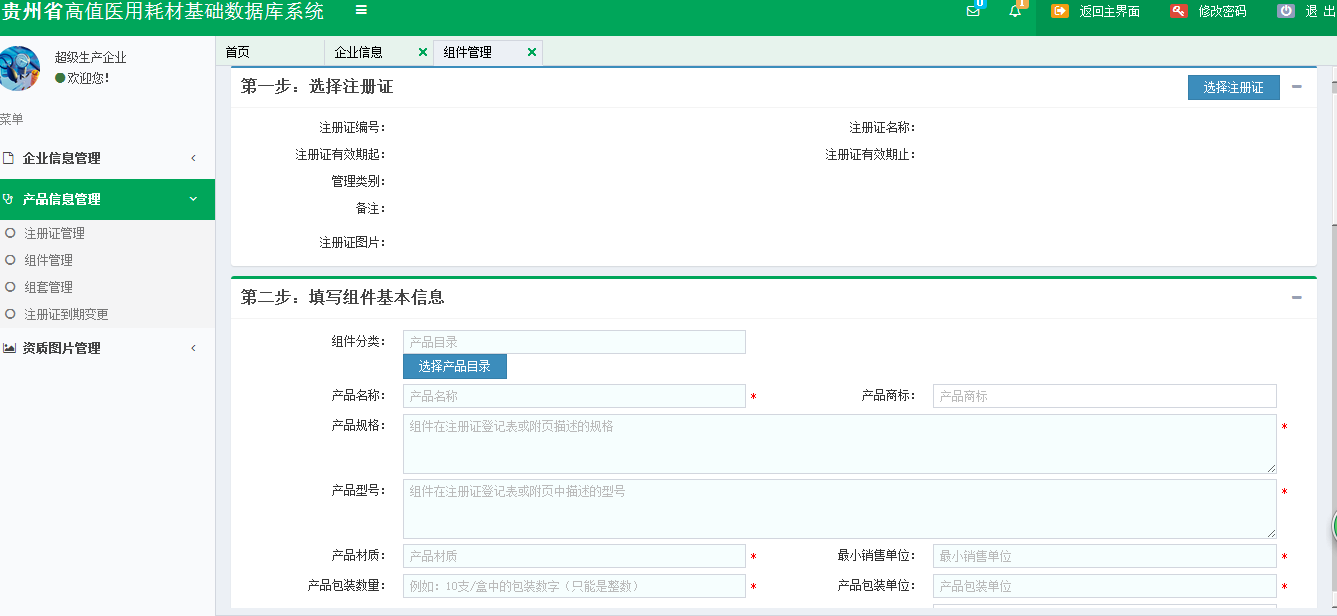 贵州省高值医用耗材基础数据库系统
0
1
返回主界面
修改密码
退 出
超级生产企业
欢迎您!
菜单
企业信息管理
产品信息管理
注册证管理
组件管理
组套管理
注册证到期变更
资质图片管理
首页
企业信息
组件管理
第一步: 选择注册证
选择注册证
注册证编号:
注册证名称:
注册证有效期起:
注册证有效期止:
管理类别:
备注:
注册证图片:
第二步: 填写组件基本信息
组件分类:
产品目录
选择产品目录
产品名称:
产品名称
*
产品商标:
产品商标
产品规格:
组件在注册证登记表或附页描述的规格
*
产品型号:
组件在注册证登记表或附页中描述的型号
*
产品材质:
产品材质
*
最小销售单位:
最小销售单位
*
产品包装数量:
例如: 10支/盒中的包装数字 (只能是整数)
*
产品包装单位:
产品包装单位
*